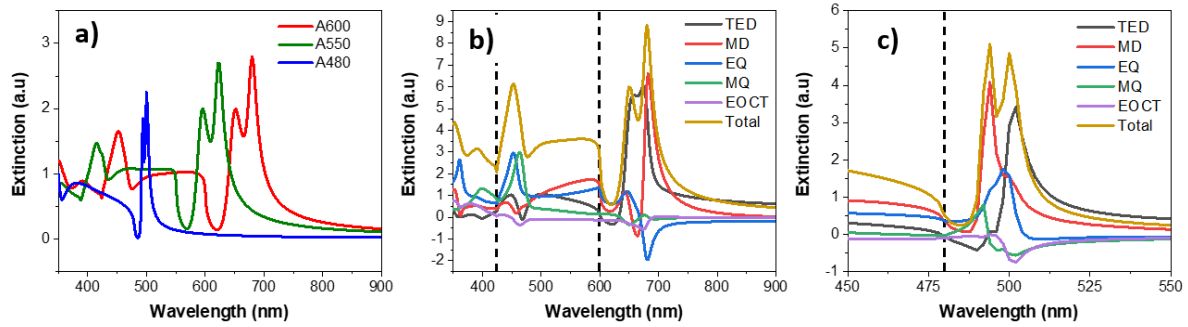 a)
A600
A550
A480
Extinction (a.u)
3
2
1
0
400 500 600 700 800 900
Wavelength (nm)
b)
TED
MD
EQ
MQ
EOCT
Total
Extinction (a.u)
9
8
7
6
5
4
3
2
1
0
-1
-2
400 500 600 700 800 900
Wavelength (nm)
c)
TED
MD
EQ
MQ
EOCT
Total
Extinction (a.u)
6
5
4
3
2
1
0
-1
450 475 500 525 550
Wavelength (nm)